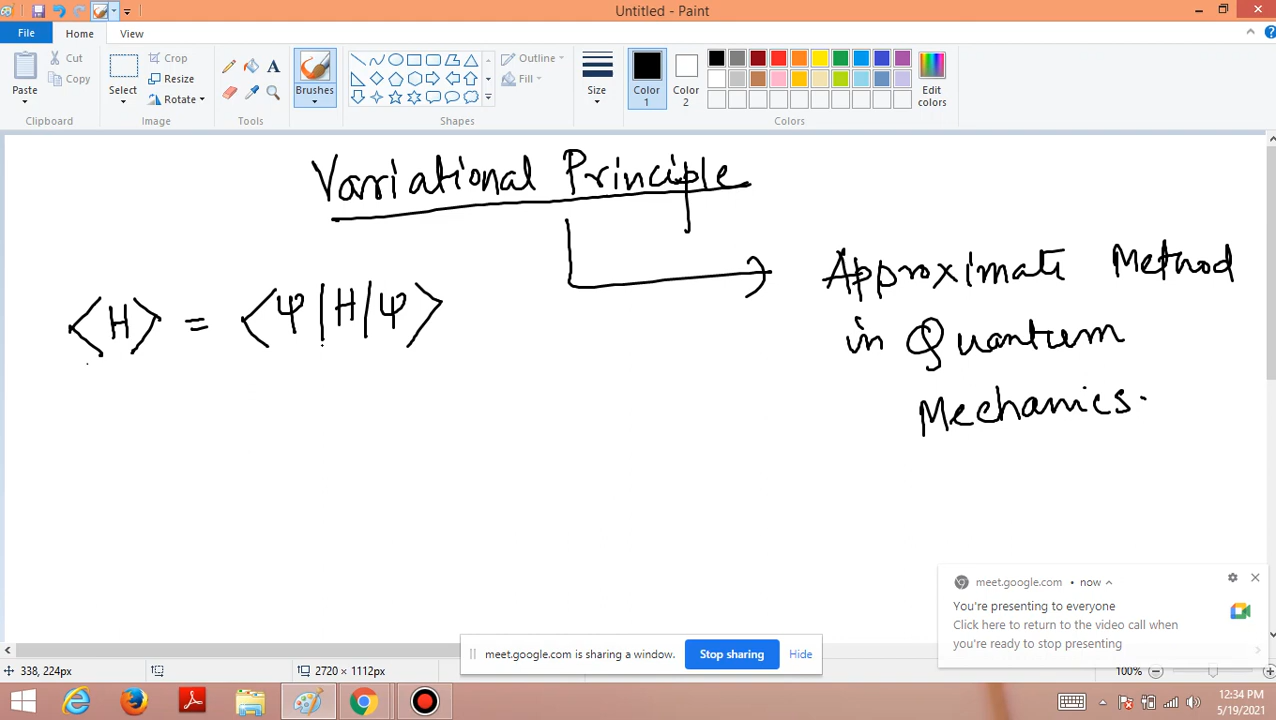 Untitled - Paint
File Home View
Paste
Cut
Copy
Clipboard
Select
Crop
Resize
Rotate
Image
A
Tools
Brushes
Outline
Fill
Shapes
Size
Color 1
Color 2
Edit colors
Colors
Variational Principle
⟨H⟩ = ⟨ψ|H|ψ⟩
Approximate Method
in Quantum
Mechanics.
meet.google.com • now
You're presenting to everyone
Click here to return to the video call when
you're ready to stop presenting
meet.google.com is sharing a window. Stop sharing Hide
338, 224px
2720 × 1112px
100%
12:34 PM
5/19/2021